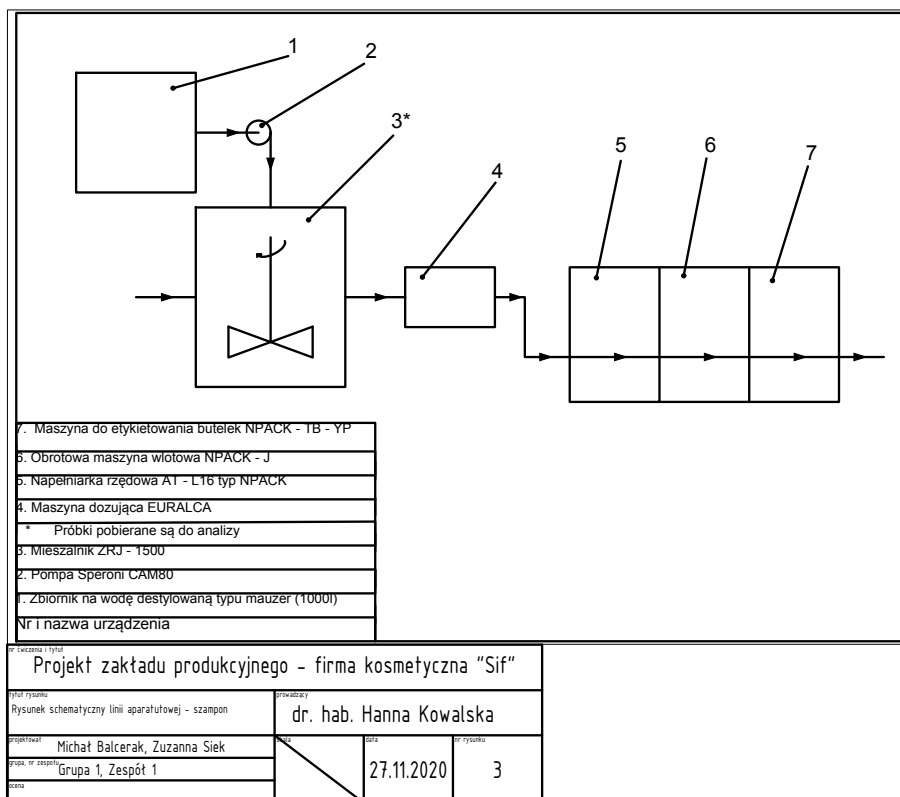 1
2
3*
4
5
6
7
7. Maszyna do etykietowania butelek NPACK - TB - YP
6. Obrotowa maszyna wlotowa NPACK - J
5. Napełniarka rzędowa AT - L16 typ NPACK
4. Maszyna dozująca EURALCA
* Próbki pobierane są do analizy
3. Mieszalnik ZRJ - 1500
2. Pompa Speroni CAM80
1. Zbiornik na wodę destylowaną typu mauzer (1000l)
Nr i nazwa urządzenia
nr ćwiczenia i tytuł
Projekt zakładu produkcyjnego - firma kosmetyczna "Sif"
tytuł rysunku
Rysunek schematyczny linii aparatutowej - szampon
prowadzący
dr. hab. Hanna Kowalska
projektował
Michał Balcerak, Zuzanna Siek
grupa, nr zespołu
Grupa 1, Zespół 1
ocena
skala
data
27.11.2020
nr rysunku
3